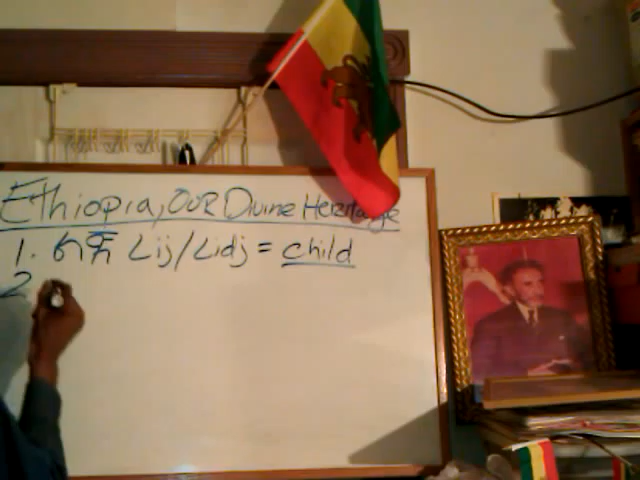 Ethiopia, OUR Divine Heritage
1. ልጅ Lij/Lidj = child
2